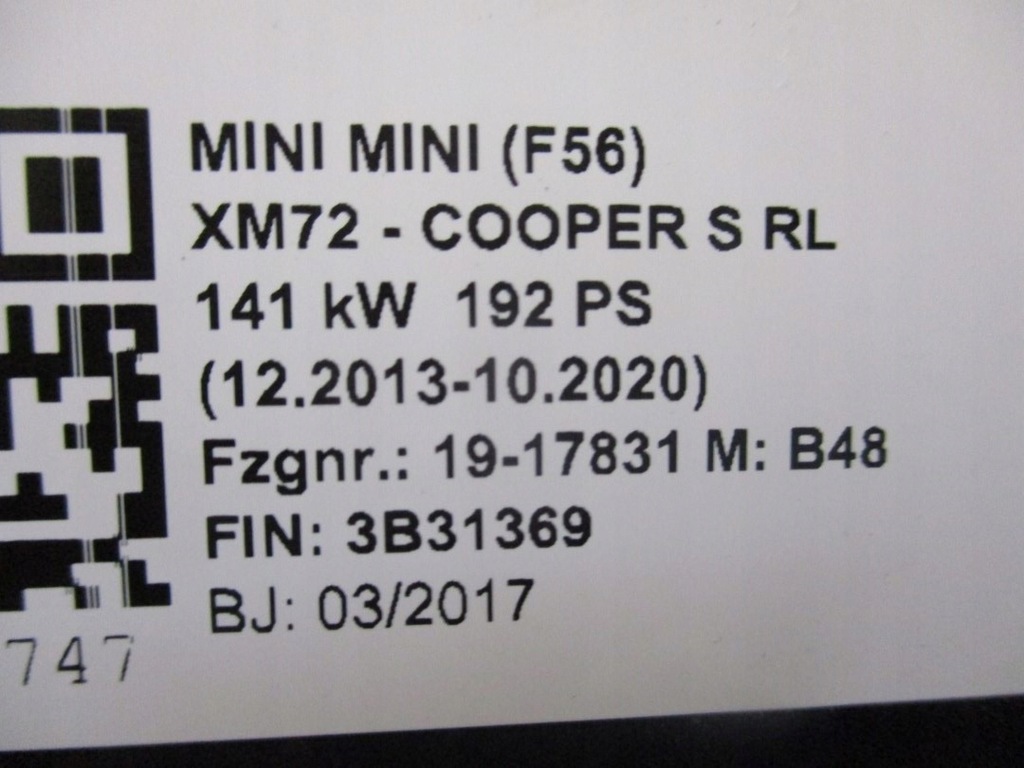 MINI MINI (F56)
XM72 - COOPER S RL
141 kW 192 PS
(12.2013-10.2020)
Fzgnr.: 19-17831 M: B48
FIN: 3B31369
BJ: 03/2017
747